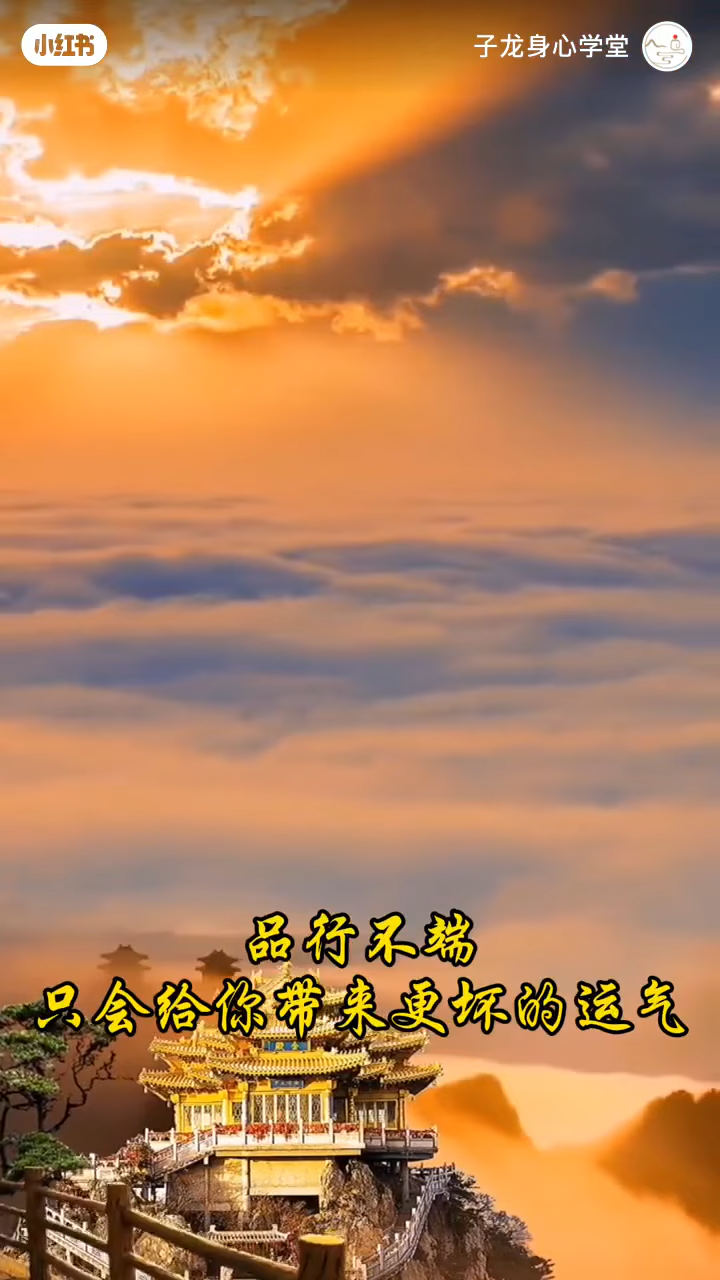 小红书
子龙身心学堂
品行不端
只会给你带来更坏的运气